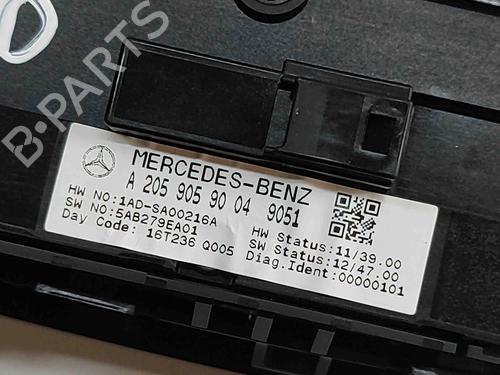 B-PARTS
MERCEDES-BENZ
A 205 905 90 04 9051
HW NO:1AD-SA00216A
SW NO:5AB279EA01
Day Code: 16T236 Q005
HW Status:11/39.00
SW Status:12/47.00
Diag.Ident:00000101